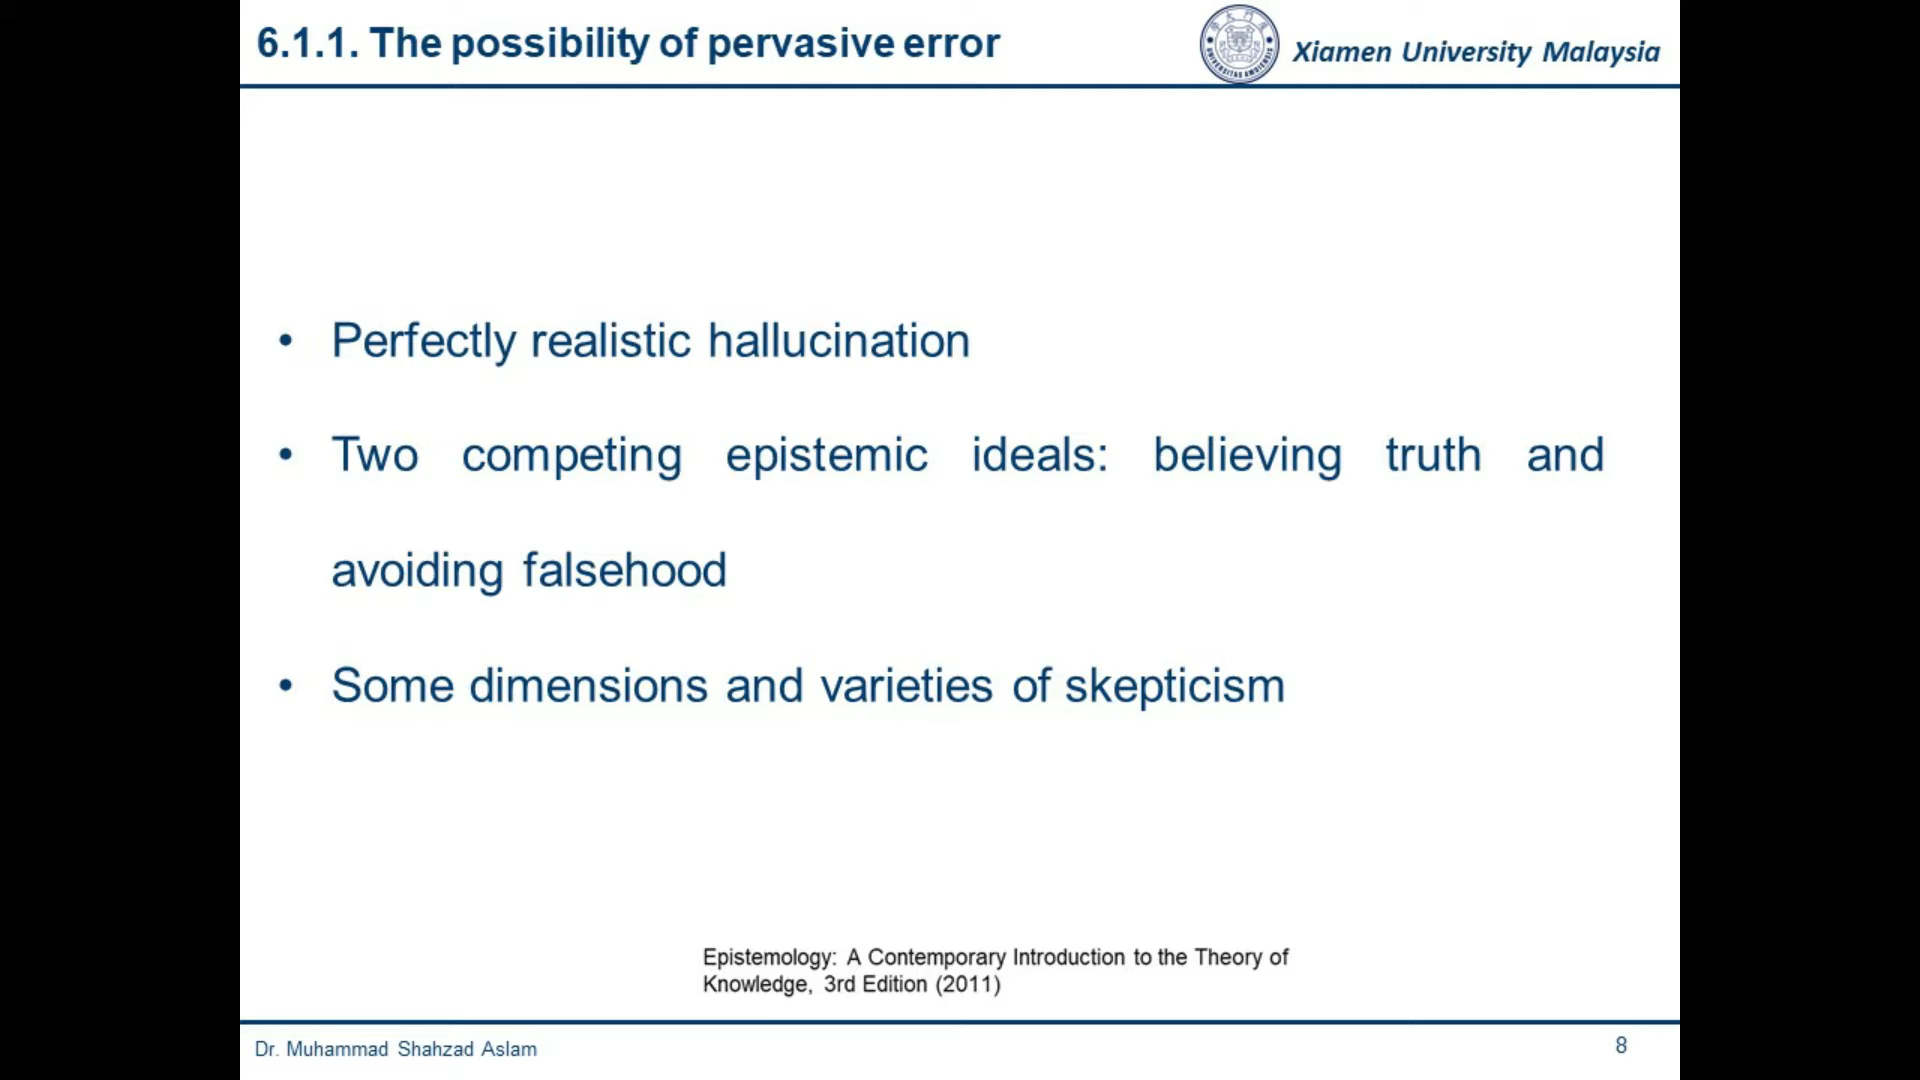 6.1.1. The possibility of pervasive error
Xiamen University Malaysia
• Perfectly realistic hallucination
• Two competing epistemic ideals: believing truth and
avoiding falsehood
• Some dimensions and varieties of skepticism
Epistemology: A Contemporary Introduction to the Theory of
Knowledge, 3rd Edition (2011)
Dr. Muhammad Shahzad Aslam
8